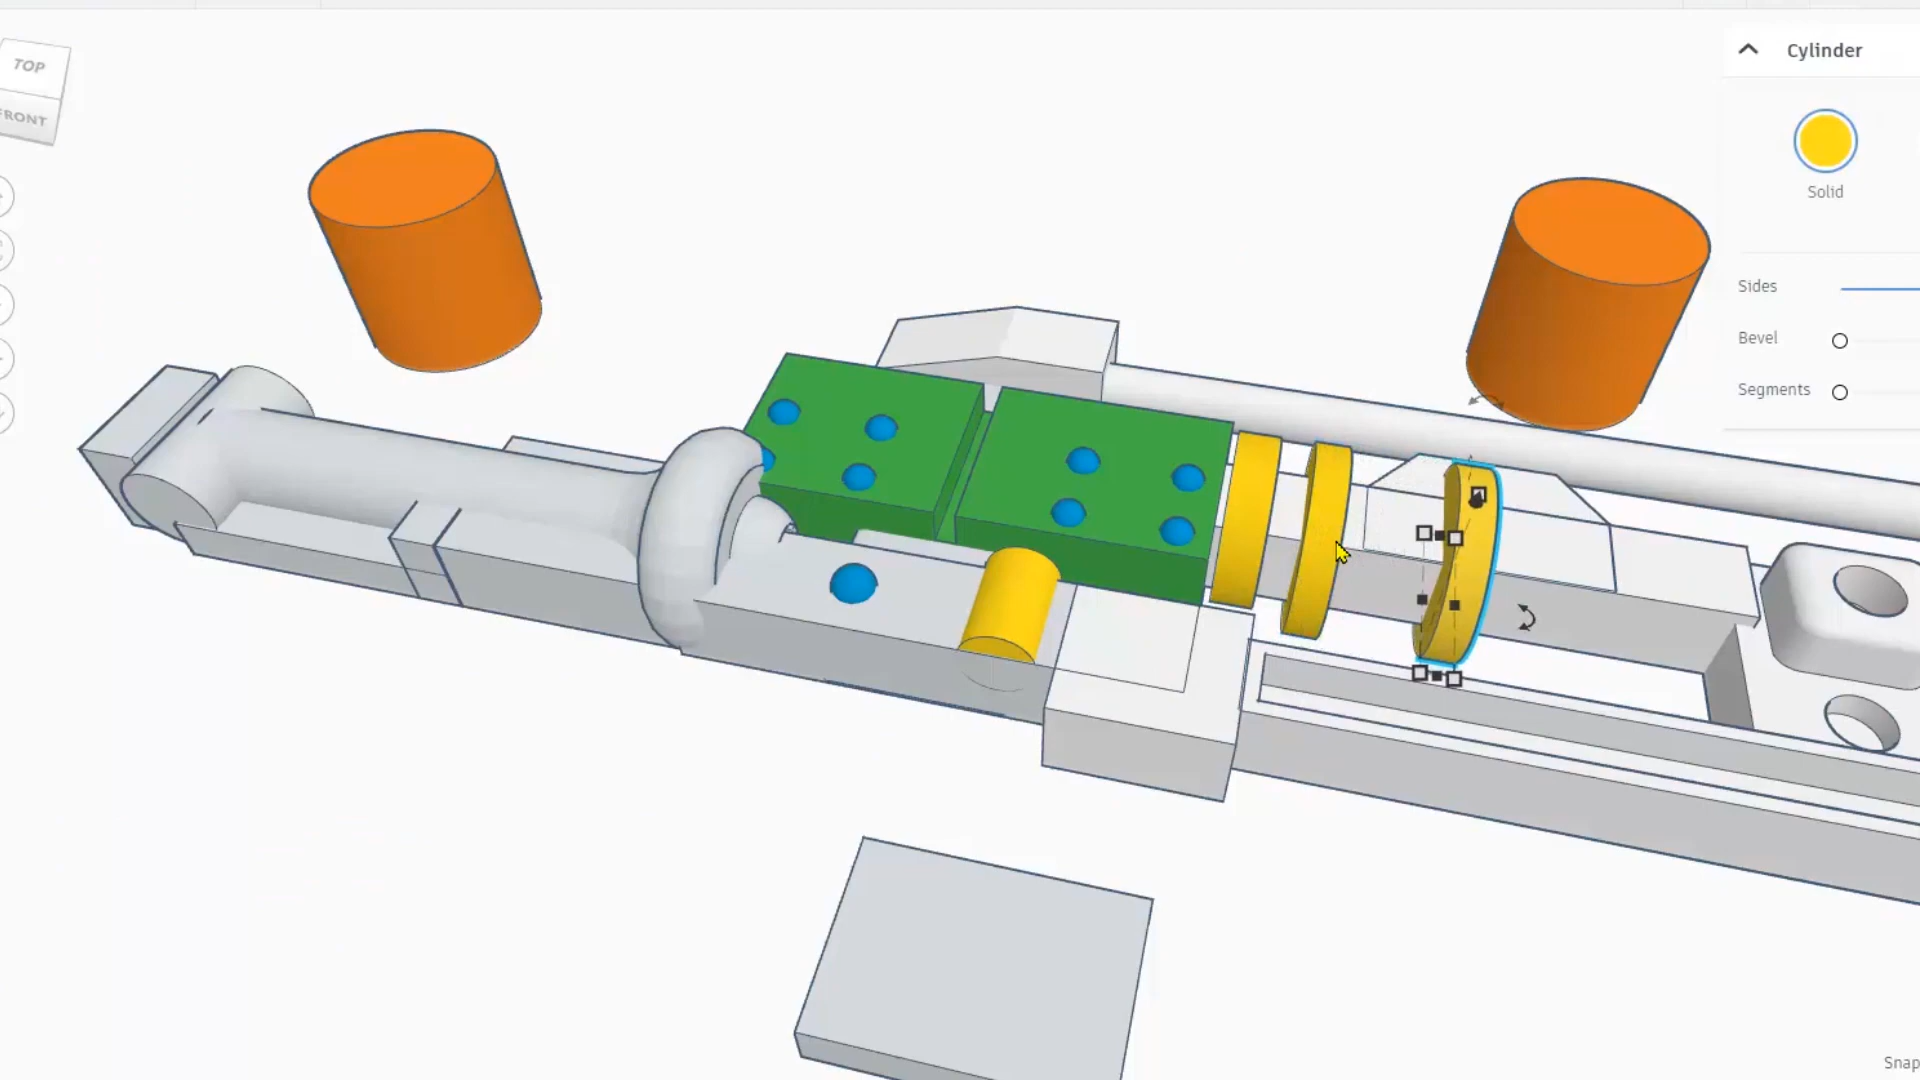 TOP
FRONT
Cylinder
Solid
Sides
Bevel
Segments
Snap